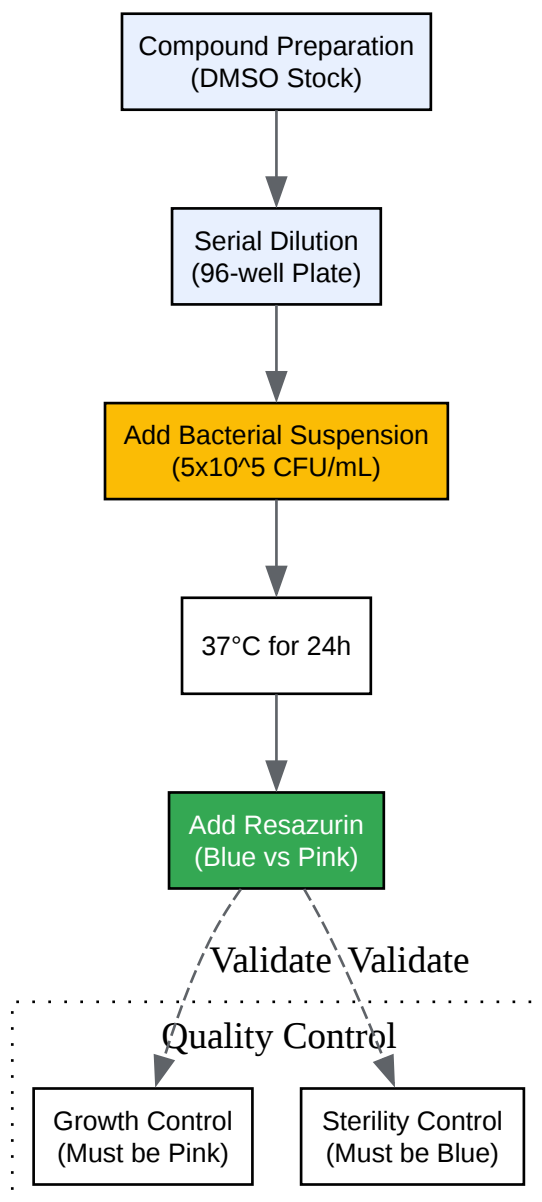 Compound Preparation
(DMSO Stock)
Serial Dilution
(96-well Plate)
Add Bacterial Suspension
(5x10^5 CFU/mL)
37°C for 24h
Add Resazurin
(Blue vs Pink)
Validate Validate
Quality Control
Growth Control
(Must be Pink)
Sterility Control
(Must be Blue)